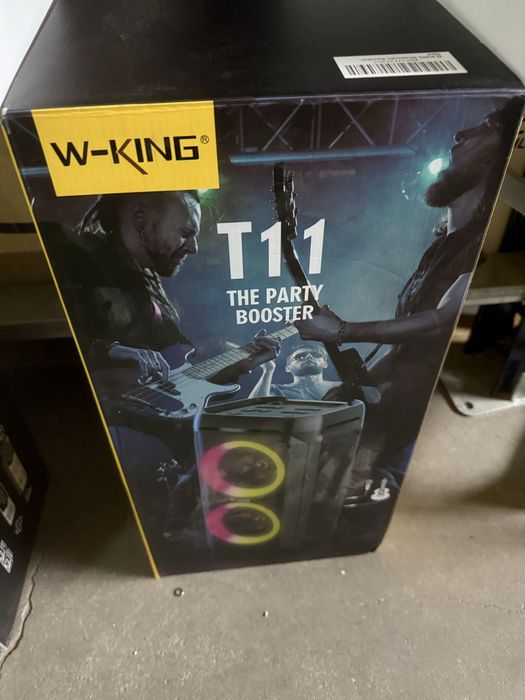 W-KING®
T11
THE PARTY
BOOSTER